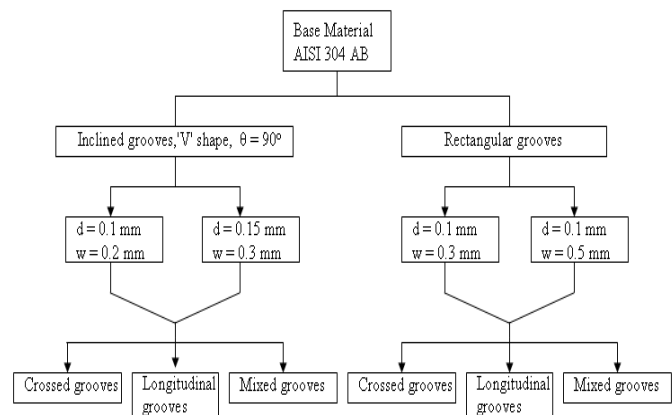 Base Material
AISI 304 AB
Inclined grooves,'V' shape, θ = 90º
Rectangular grooves
d = 0.1 mm
w = 0.2 mm
d = 0.15 mm
w = 0.3 mm
d = 0.1 mm
w = 0.3 mm
d = 0.1 mm
w = 0.5 mm
Crossed grooves
Longitudinal
grooves
Mixed grooves
Crossed grooves
Longitudinal
grooves
Mixed grooves